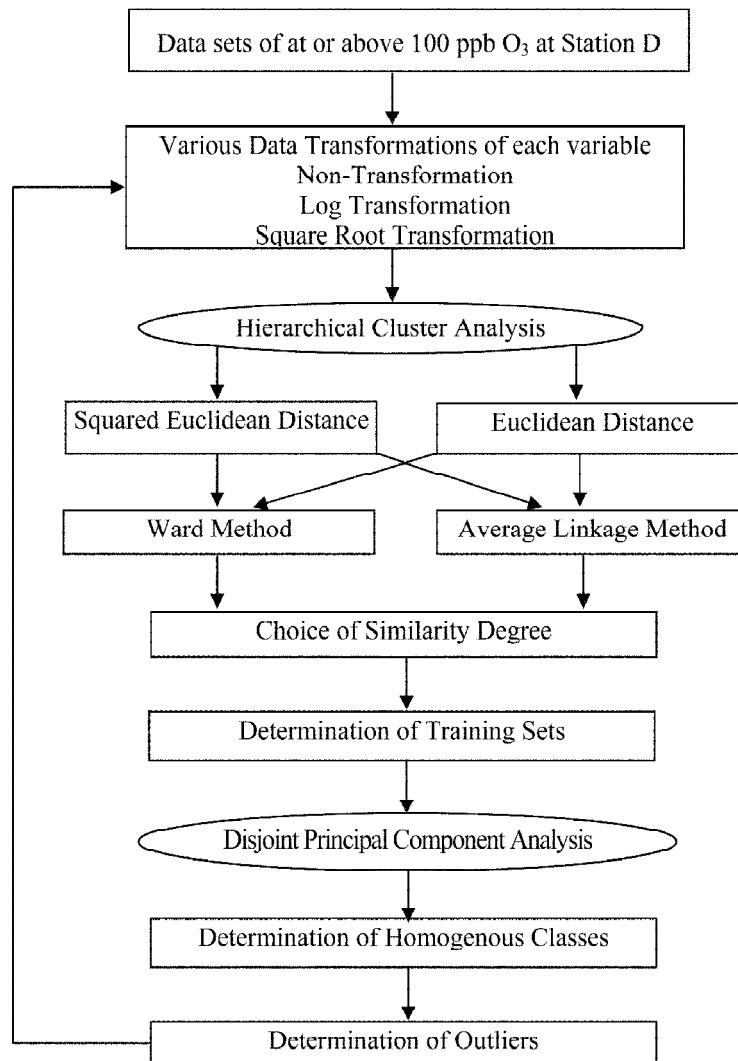 Data sets of at or above 100 ppb O₃ at Station D
Various Data Transformations of each variable
Non-Transformation
Log Transformation
Square Root Transformation
Hierarchical Cluster Analysis
Squared Euclidean Distance
Euclidean Distance
Ward Method
Average Linkage Method
Choice of Similarity Degree
Determination of Training Sets
Disjoint Principal Component Analysis
Determination of Homogenous Classes
Determination of Outliers